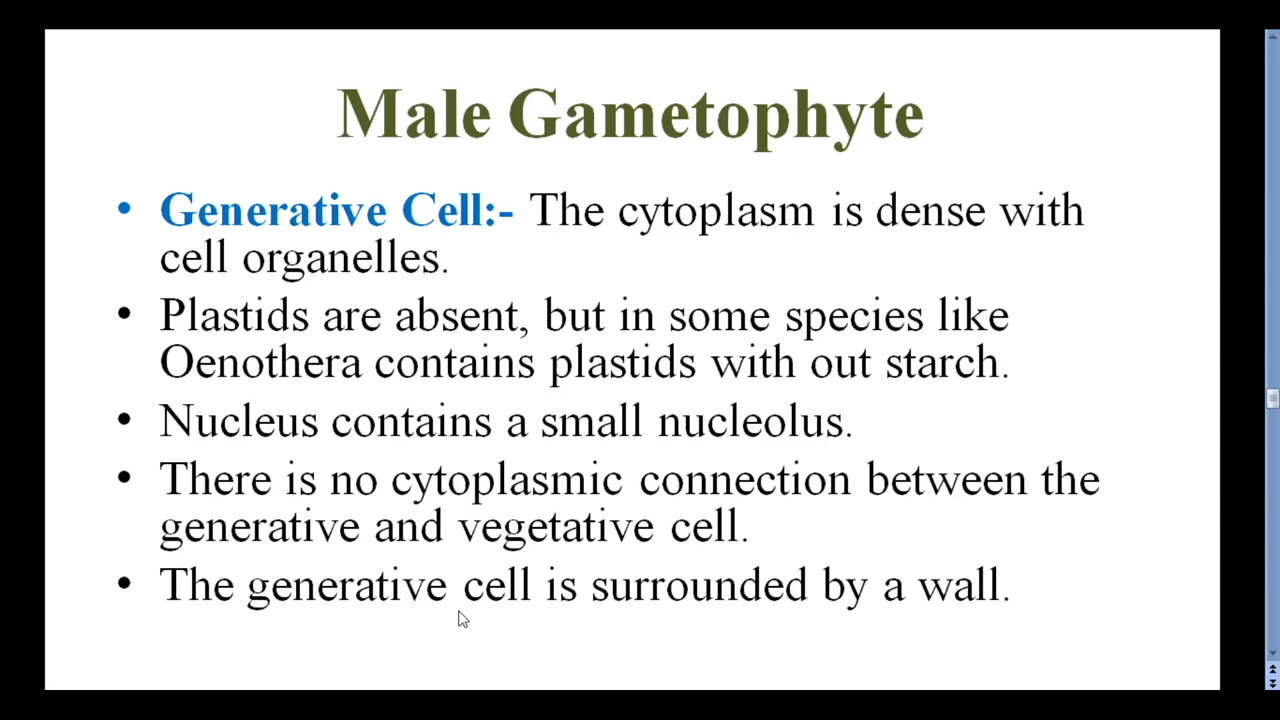 Male Gametophyte
• Generative Cell:- The cytoplasm is dense with
cell organelles.
• Plastids are absent, but in some species like
Oenothera contains plastids with out starch.
• Nucleus contains a small nucleolus.
• There is no cytoplasmic connection between the
generative and vegetative cell.
• The generative cell is surrounded by a wall.